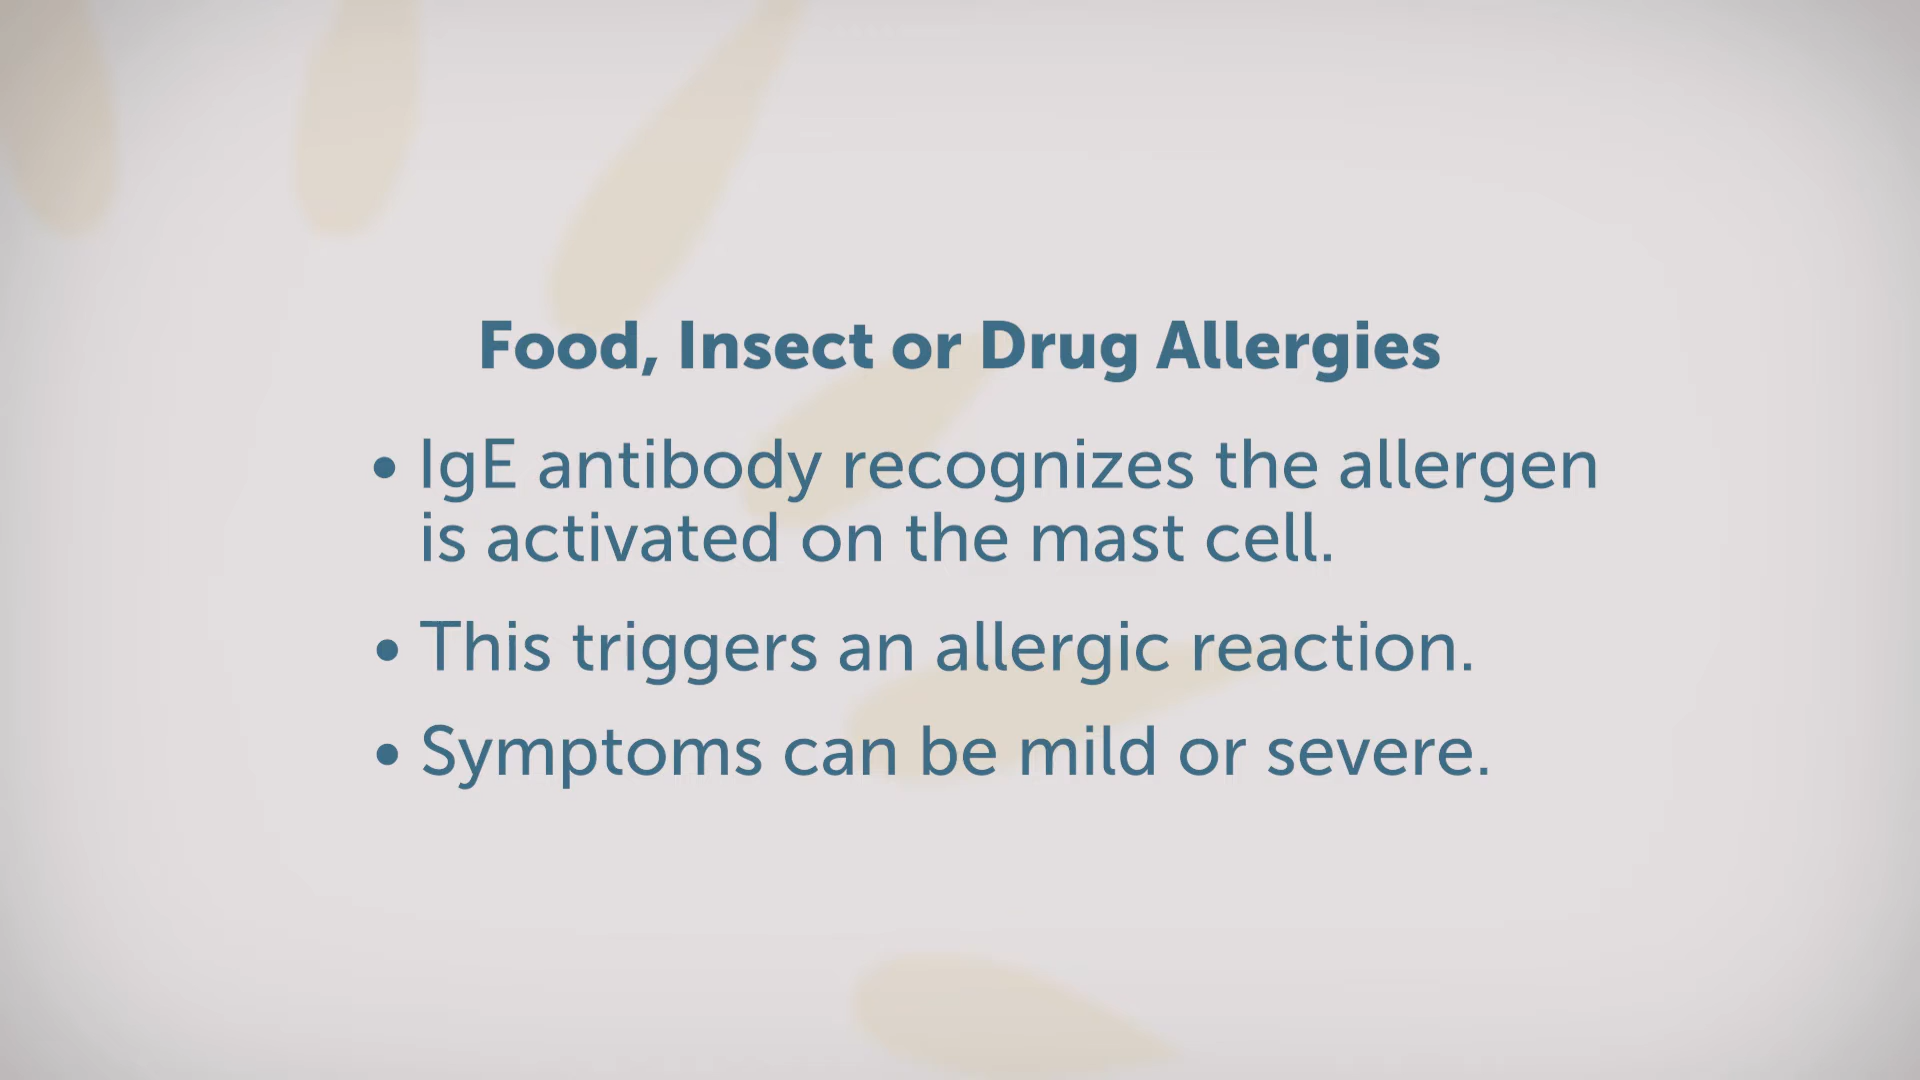 Food, Insect or Drug Allergies
• IgE antibody recognizes the allergen
is activated on the mast cell.
• This triggers an allergic reaction.
• Symptoms can be mild or severe.